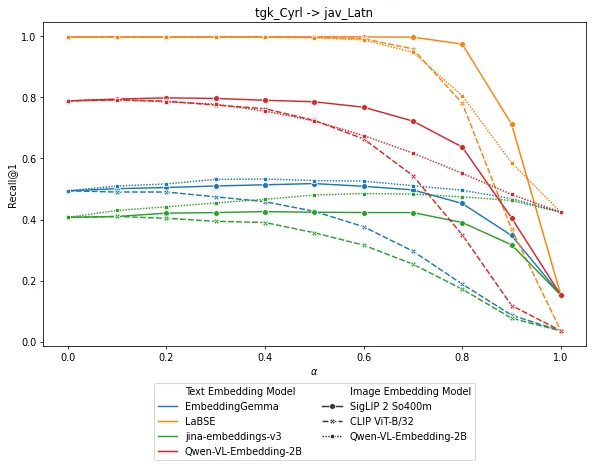 tgk_Cyrl -> jav_Latn
Recall@1
1.0
0.8
0.6
0.4
0.2
0.0
0.0 0.2 0.4 0.6 0.8 1.0
α
Text Embedding Model Image Embedding Model
EmbeddingGemma SigLIP 2 So400m
LaBSE CLIP ViT-B/32
jina-embeddings-v3 Qwen-VL-Embedding-2B
Qwen-VL-Embedding-2B